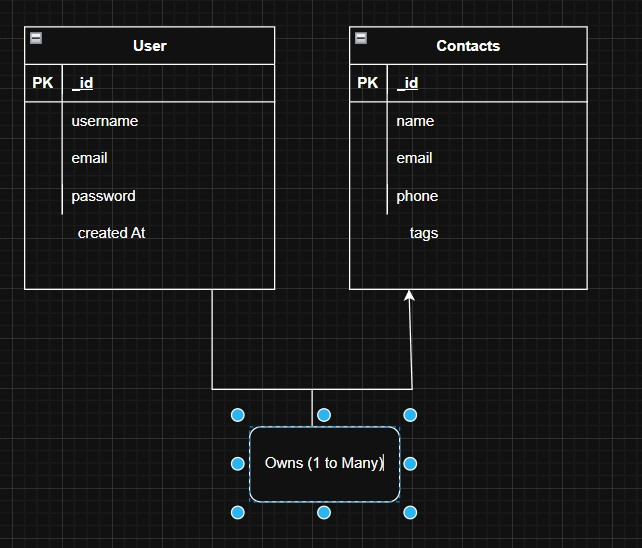 User
PK _id
username
email
password
created At
Contacts
PK _id
name
email
phone
tags
Owns (1 to Many)